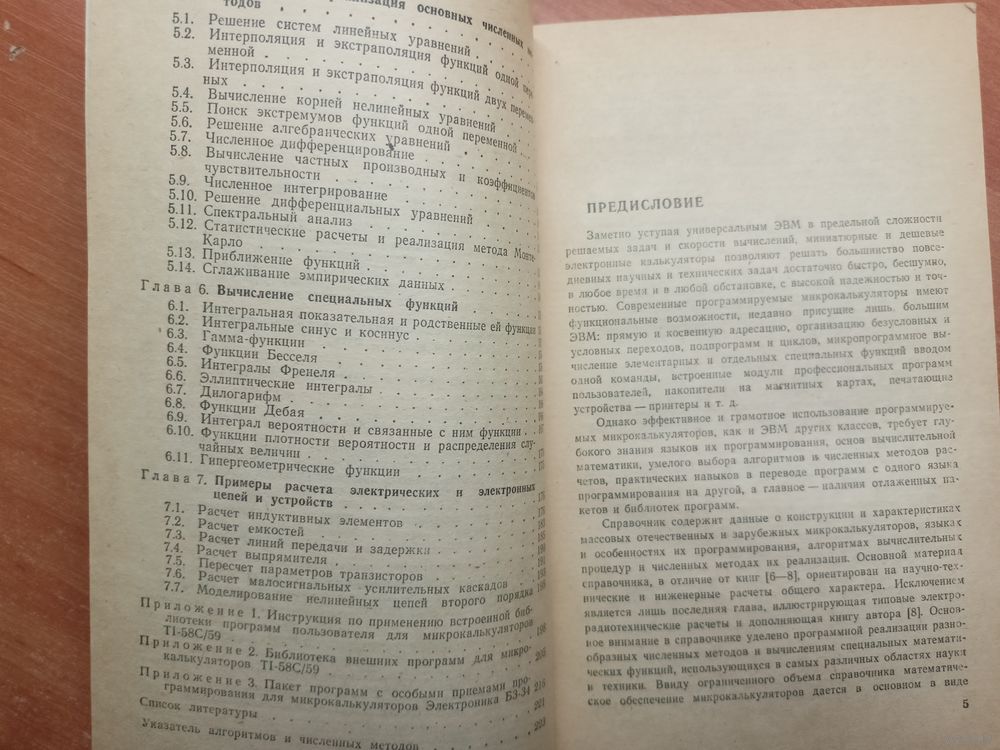 тодов
5.1. Решение систем линейных уравнений
5.2. Интерполяция и экстраполяция функций одной пере
менной
5.3. Интерполяция и экстраполяция функций двух перемен
ных
5.4. Вычисление корней нелинейных уравнений
5.5. Поиск экстремумов функций одной переменной
5.6. Решение алгебраических уравнений
5.7. Численное дифференцирование
5.8. Вычисление частных производных и коэффициентов
чувствительности
5.9. Численное интегрирование
5.10. Решение дифференциальных уравнений
5.11. Спектральный анализ
5.12. Статистические расчеты и реализация метода Монте-
Карло
5.13. Приближение функций
5.14. Сглаживание эмпирических данных
Глава 6. Вычисление специальных функций
6.1. Интегральная показательная и родственные ей функции
6.2. Интегральные синус и косинус
6.3. Гамма-функции
6.4. Функции Бесселя
6.5. Интегралы Френеля
6.6. Эллиптические интегралы
6.7. Дилогарифм
6.8. Функции Дебая
6.9. Интеграл вероятности и связанные с ним функции
6.10. Функции плотности вероятности и распределения слу-
чайных величин
6.11. Гипергеометрические функции
Глава 7. Примеры расчета электрических и электронных
цепей и устройств
7.1. Расчет индуктивных элементов
7.2. Расчет емкостей
7.3. Расчет линий передачи и задержки
7.4. Расчет выпрямителя
7.5. Пересчет параметров транзисторов
7.6. Расчет малосигнальных усилительных каскадов
7.7. Моделирование нелинейных цепей второго порядка
Приложение 1. Инструкция по применению встроенной биб-
лиотеки программ пользователя для микрокалькуляторов
TI-58C/59
Приложение 2. Библиотека внешних программ для микро-
калькуляторов TI-58C/59
Приложение 3. Пакет программ с особыми приемами про-
граммирования для микрокалькуляторов Электроника Б3-34
Список литературы 221
Указатель алгоритмов и численных методов 223
ПРЕДИСЛОВИЕ
Заметно уступая универсальным ЭВМ в предельной сложности
решаемых задач и скорости вычислений, миниатюрные и дешевые
электронные калькуляторы позволяют решать большинство повсе-
дневных научных и технических задач достаточно быстро, бесшумно,
в любое время и в любой обстановке, с высокой надежностью и точ-
ностью. Современные программируемые микрокалькуляторы имеют
функциональные возможности, недавно присущие лишь большим
ЭВМ: прямую и косвенную адресацию, организацию безусловных и
условных переходов, подпрограмм и циклов, микропрограммное вы-
числение элементарных и отдельных специальных функций вводом
одной команды, встроенные модули профессиональных программ
пользователей, накопители на магнитных картах, печатающие
устройства — принтеры и т. д.
Однако эффективное и грамотное использование программируе-
мых микрокалькуляторов, как и ЭВМ других классов, требует глу-
бокого знания языков их программирования, основ вычислительной
математики, умелого выбора алгоритмов и численных методов рас-
четов, практических навыков в переводе программ с одного языка
программирования на другой, а главное — наличия отлаженных па-
кетов и библиотек программ.
Справочник содержит данные о конструкции и характеристиках
массовых отечественных и зарубежных микрокалькуляторов, языках
и особенностях их программирования, алгоритмах вычислительных
процедур и численных методах их реализации. Основной материал
справочника, в отличие от книг [6—8], ориентирован на научно-тех-
нические и инженерные расчеты общего характера. Исключением
является лишь последняя глава, иллюстрирующая типовые электро-
радиотехнические расчеты и дополняющая книгу автора [8]. Основ-
ное внимание в справочнике уделено программной реализации разно-
образных численных методов и вычислениям специальных математи-
ческих функций, использующихся в самых различных областях науки
и техники. Ввиду ограниченного объема справочника математиче-
ское обеспечение микрокалькуляторов дается в основном в виде
5